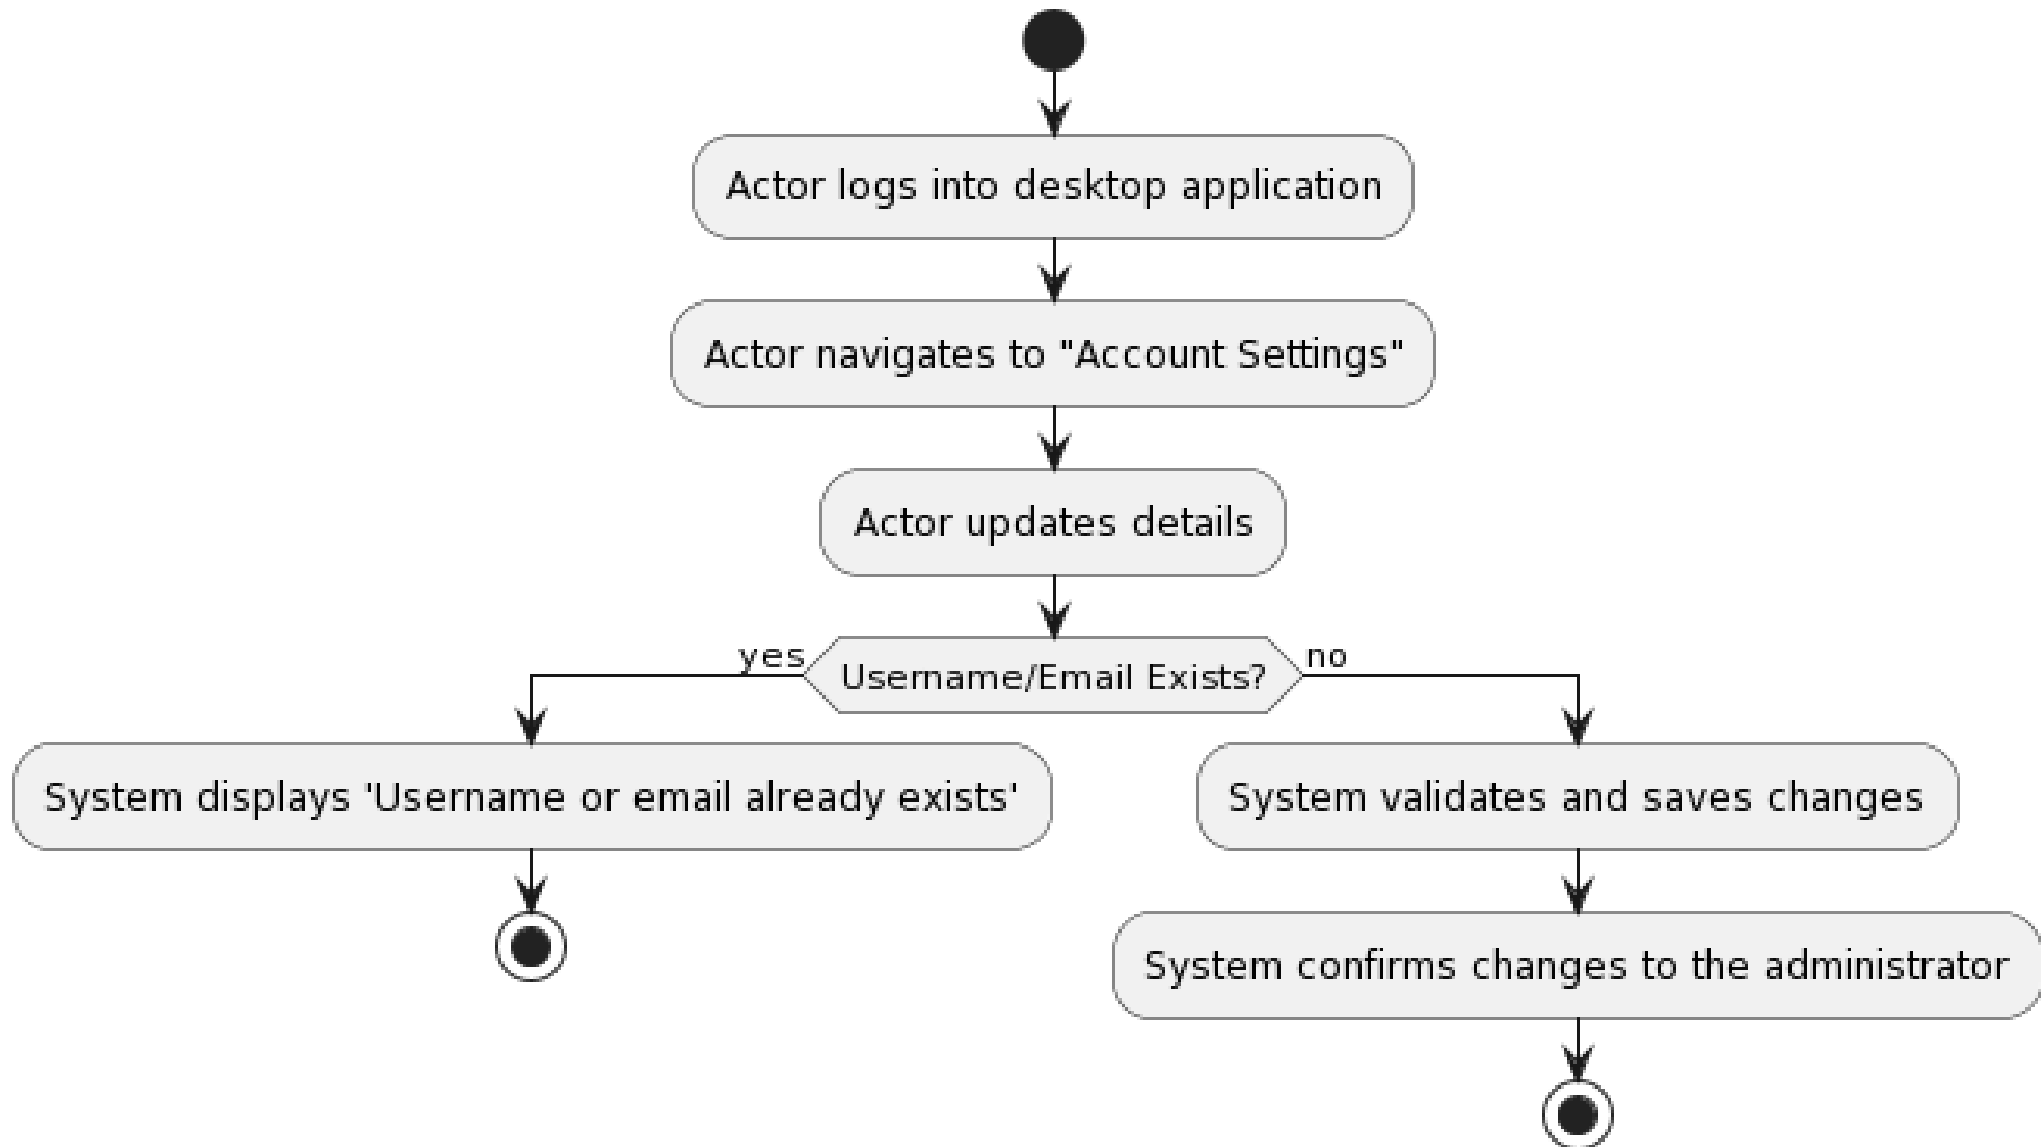 Actor logs into desktop application
Actor navigates to "Account Settings"
Actor updates details
yes
Username/Email Exists?
no
System displays 'Username or email already exists'
System validates and saves changes
System confirms changes to the administrator